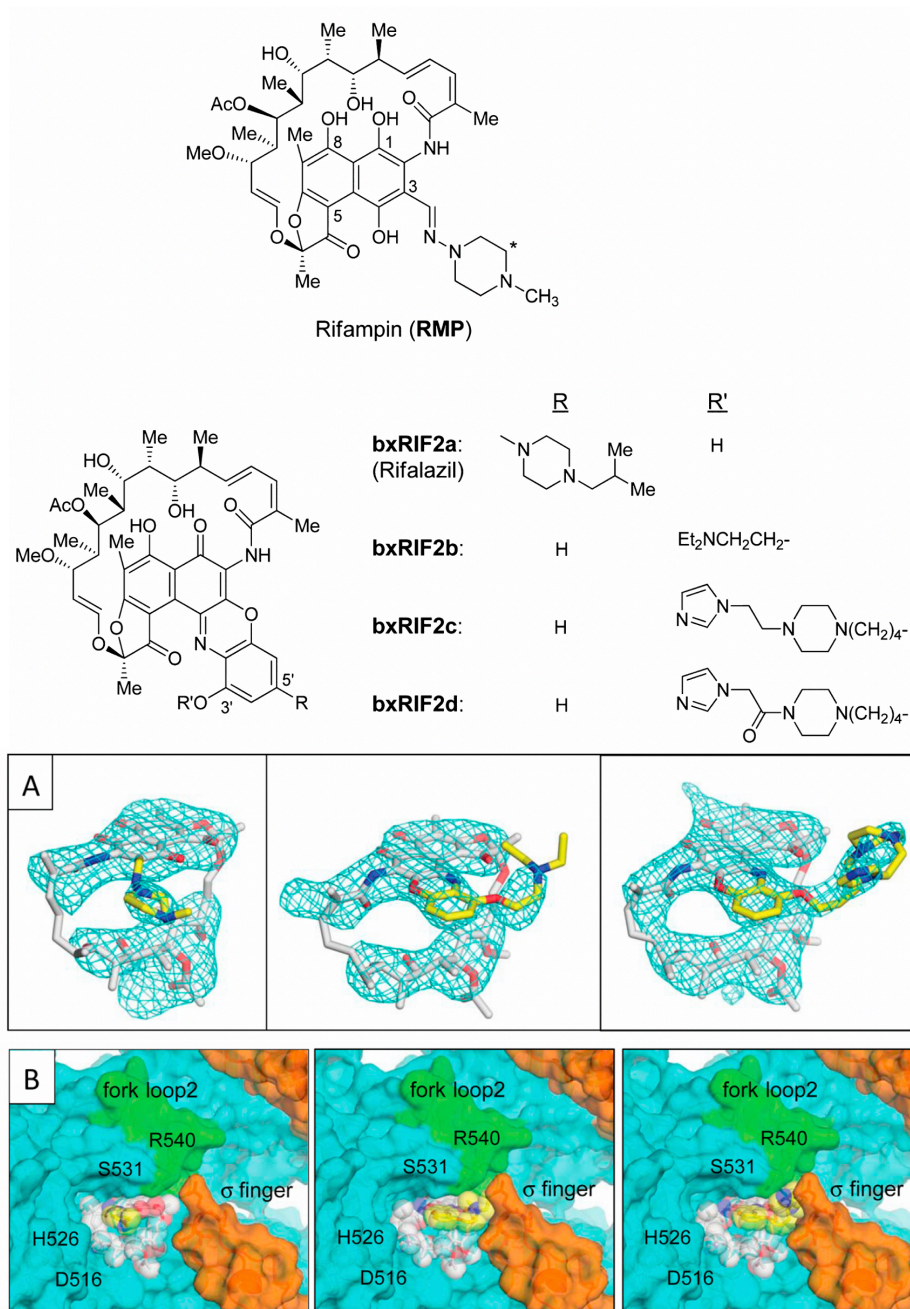 Me Me
HO
Me
AcO OH OH OH O
Me Me 8 1 Me
NH
MeO
3
O 5
O OH N
O N *
Me N
CH₃
Rifampin (RMP)
R R'
bxRIF2a: N N Me Me H
(Rifalazil)
bxRIF2b: H Et₂NCH₂CH₂-
bxRIF2c: H N N N N(CH₂)₄-
bxRIF2d: H N N O N N(CH₂)₄-
Me Me
HO
Me
AcO OH O
HO O Me
MeO Me Me NH
O O
O N
O 5'
Me
R'O 3' R
A
B
fork loop2
R540
S531
σ finger
H526
D516
fork loop2
R540
S531
σ finger
H526
D516
fork loop2
R540
S531
σ finger
H526
D516